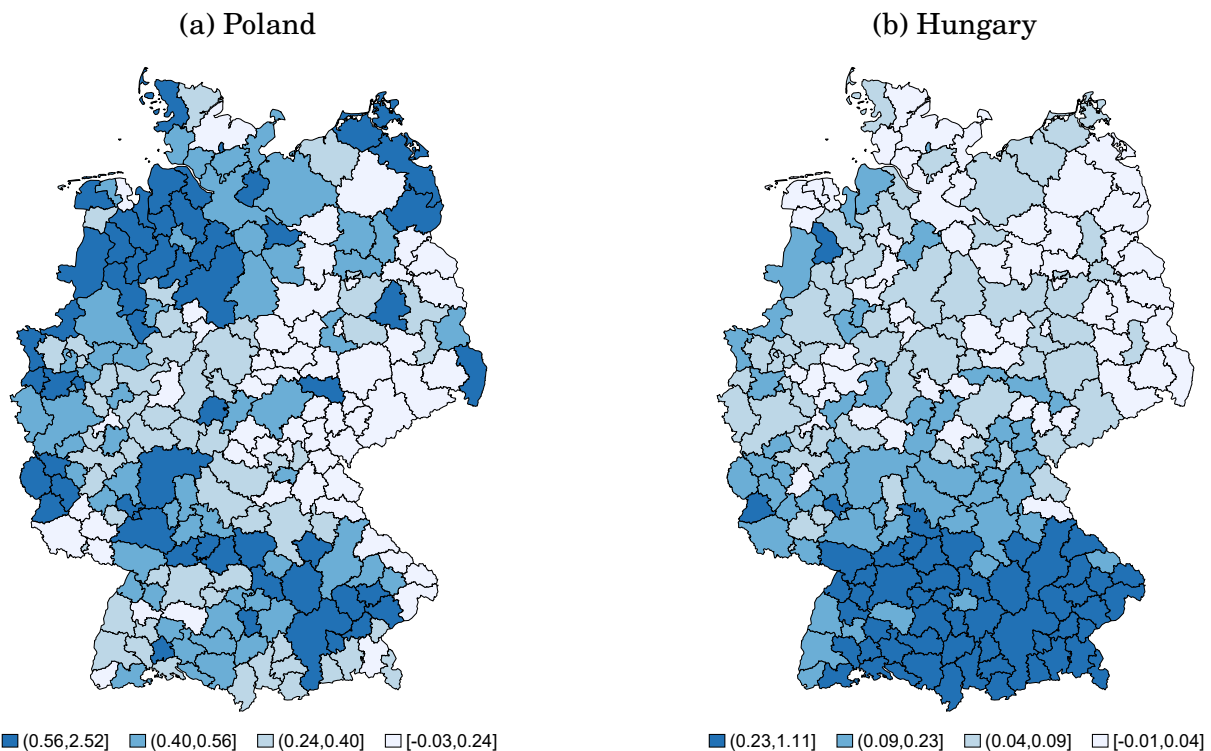 (a) Poland
(b) Hungary
(0.56,2.52] (0.40,0.56] (0.24,0.40] [-0.03,0.24]
(0.23,1.11] (0.09,0.23] (0.04,0.09] [-0.01,0.04]